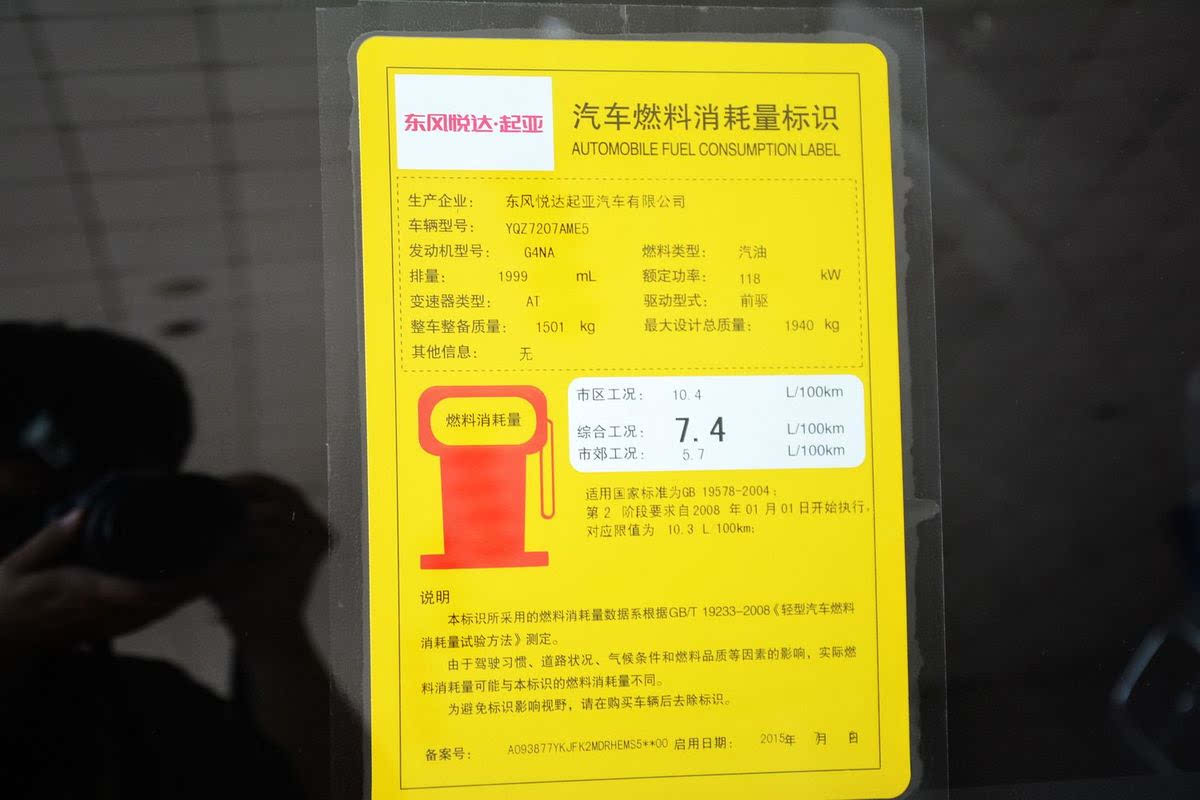 东风悦达·起亚
汽车燃料消耗量标识
AUTOMOBILE FUEL CONSUMPTION LABEL
生产企业: 东风悦达起亚汽车有限公司
车辆型号: YQZ7207AME5
发动机型号: G4NA 燃料类型: 汽油
排量: 1999 mL 额定功率: 118 kW
变速器类型: AT 驱动型式: 前驱
整车整备质量: 1501 kg 最大设计总质量: 1940 kg
其他信息: 无
燃料消耗量
市区工况: 10.4 L/100km
综合工况: 7.4 L/100km
市郊工况: 5.7 L/100km
适用国家标准为GB 19578-2004;
第 2 阶段要求自2008 年 01 月 01 日开始执行,
对应限值为 10.3 L 100km;
说明
本标识所采用的燃料消耗量数据系根据GB/T 19233-2008《轻型汽车燃料
消耗量试验方法》测定。
由于驾驶习惯、道路状况、气候条件和燃料品质等因素的影响,实际燃
料消耗量可能与本标识的燃料消耗量不同。
为避免标识影响视野,请在购买车辆后去除标识。
备案号: A093877YKJFK2MDRHEMS5**00 启用日期: 2015年 月 日